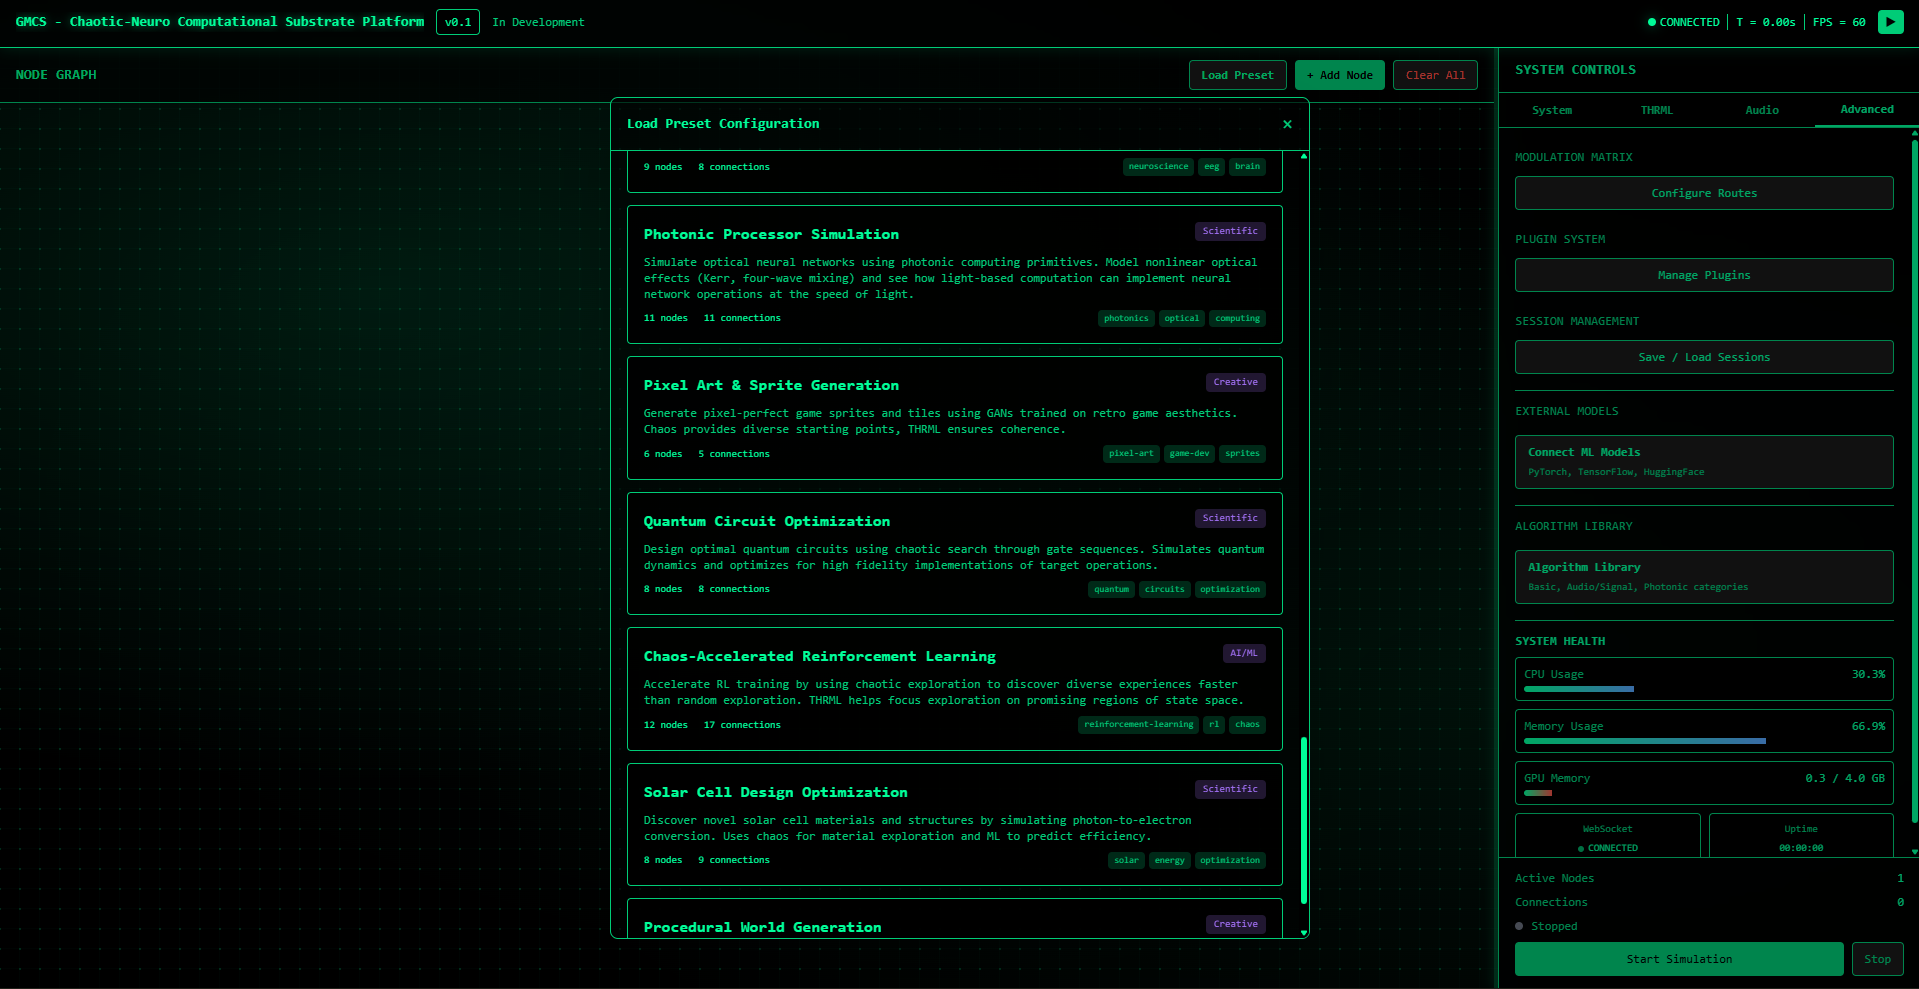 GMCS - Chaotic-Neuro Computational Substrate Platform v0.1 In Development
CONNECTED T = 0.00s FPS = 60
NODE GRAPH
Load Preset + Add Node Clear All
Load Preset Configuration ×
9 nodes 8 connections neuroscience eeg brain
Photonic Processor Simulation Scientific
Simulate optical neural networks using photonic computing primitives. Model nonlinear optical
effects (Kerr, four-wave mixing) and see how light-based computation can implement neural
network operations at the speed of light.
11 nodes 11 connections photonics optical computing
Pixel Art & Sprite Generation Creative
Generate pixel-perfect game sprites and tiles using GANs trained on retro game aesthetics.
Chaos provides diverse starting points, THRML ensures coherence.
6 nodes 5 connections pixel-art game-dev sprites
Quantum Circuit Optimization Scientific
Design optimal quantum circuits using chaotic search through gate sequences. Simulates quantum
dynamics and optimizes for high fidelity implementations of target operations.
8 nodes 8 connections quantum circuits optimization
Chaos-Accelerated Reinforcement Learning AI/ML
Accelerate RL training by using chaotic exploration to discover diverse experiences faster
than random exploration. THRML helps focus exploration on promising regions of state space.
12 nodes 17 connections reinforcement-learning rl chaos
Solar Cell Design Optimization Scientific
Discover novel solar cell materials and structures by simulating photon-to-electron
conversion. Uses chaos for material exploration and ML to predict efficiency.
8 nodes 9 connections solar energy optimization
Procedural World Generation Creative
SYSTEM CONTROLS
System THRML Audio Advanced
MODULATION MATRIX
Configure Routes
PLUGIN SYSTEM
Manage Plugins
SESSION MANAGEMENT
Save / Load Sessions
EXTERNAL MODELS
Connect ML Models
PyTorch, TensorFlow, HuggingFace
ALGORITHM LIBRARY
Algorithm Library
Basic, Audio/Signal, Photonic categories
SYSTEM HEALTH
CPU Usage 30.3%
Memory Usage 66.9%
GPU Memory 0.3 / 4.0 GB
WebSocket Uptime
CONNECTED 00:00:00
Active Nodes 1
Connections 0
Stopped
Start Simulation Stop